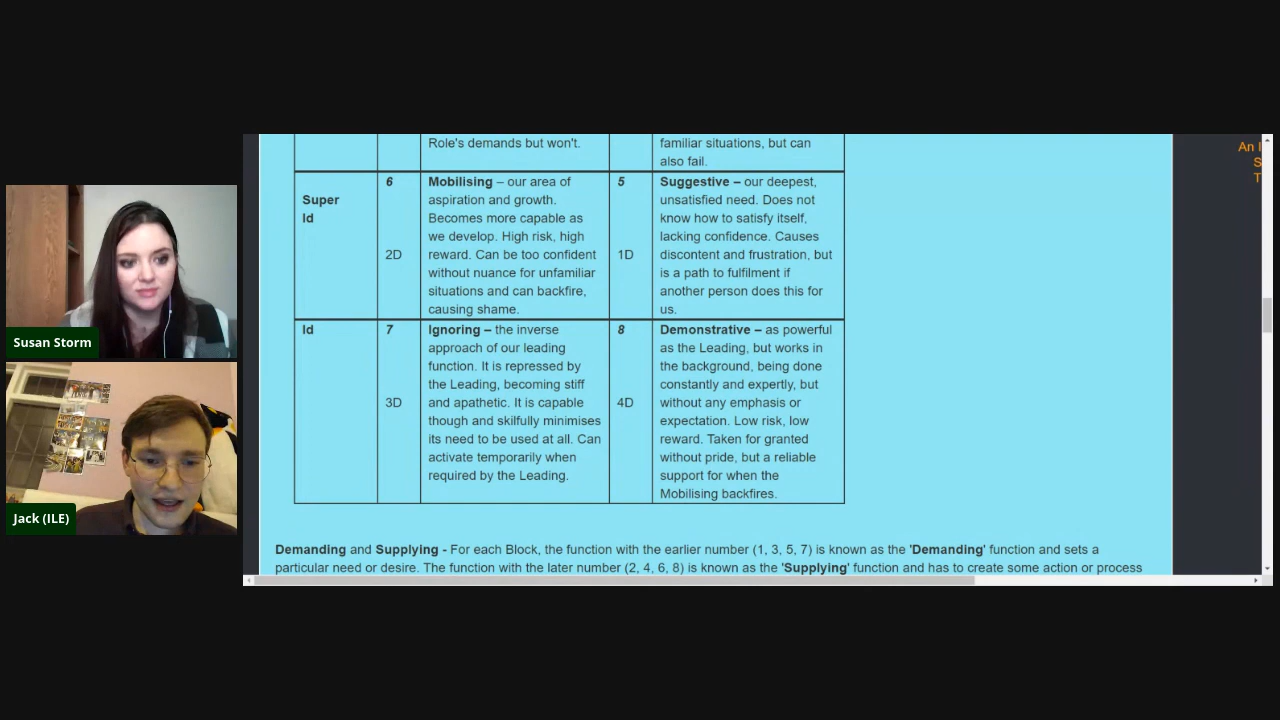 Role's demands but won't.
familiar situations, but can
also fail.
Super
Id
6
2D
Mobilising – our area of
aspiration and growth.
Becomes more capable as
we develop. High risk, high
reward. Can be too confident
without nuance for unfamiliar
situations and can backfire,
causing shame.
5
1D
Suggestive – our deepest,
unsatisfied need. Does not
know how to satisfy itself,
lacking confidence. Causes
discontent and frustration, but
is a path to fulfilment if
another person does this for
us.
Id
7
3D
Ignoring – the inverse
approach of our leading
function. It is repressed by
the Leading, becoming stiff
and apathetic. It is capable
though and skilfully minimises
its need to be used at all. Can
activate temporarily when
required by the Leading.
8
4D
Demonstrative – as powerful
as the Leading, but works in
the background, being done
constantly and expertly, but
without any emphasis or
expectation. Low risk, low
reward. Taken for granted
without pride, but a reliable
support for when the
Mobilising backfires.
Demanding and Supplying - For each Block, the function with the earlier number (1, 3, 5, 7) is known as the 'Demanding' function and sets a
particular need or desire. The function with the later number (2, 4, 6, 8) is known as the 'Supplying' function and has to create some action or process
An
S
T
Susan Storm
Jack (ILE)